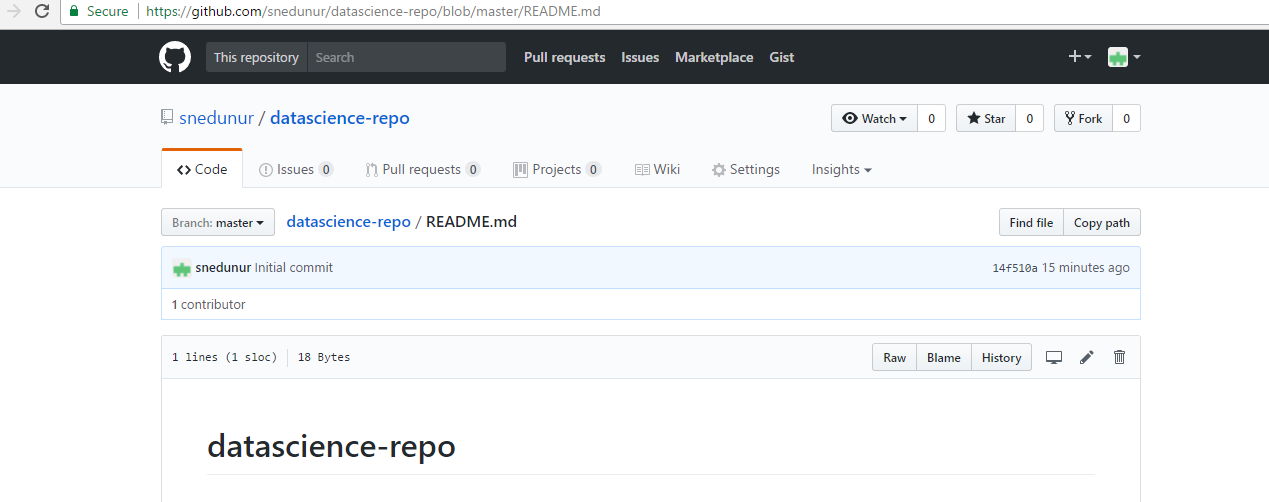 Secure https://github.com/snedunur/datascience-repo/blob/master/README.md
This repository Search Pull requests Issues Marketplace Gist
snedunur / datascience-repo Watch 0 Star 0 Fork 0
Code Issues 0 Pull requests 0 Projects 0 Wiki Settings Insights
Branch: master datascience-repo / README.md Find file Copy path
snedunur Initial commit 14f510a 15 minutes ago
1 contributor
1 lines (1 sloc) 18 Bytes Raw Blame History
datascience-repo